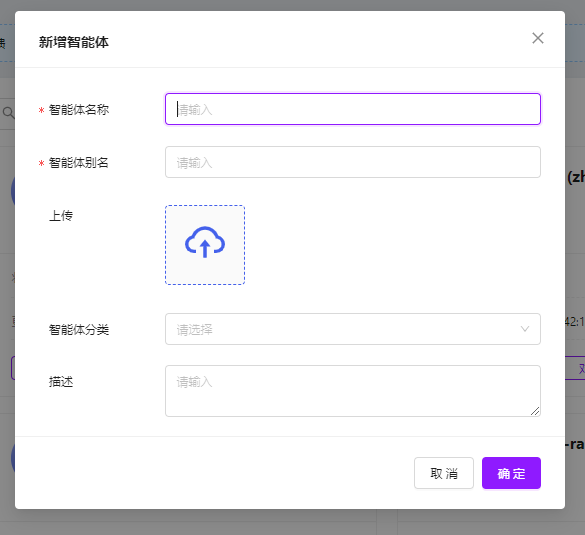 新增智能体
* 智能体名称
请输入
* 智能体别名
请输入
上传
智能体分类
请选择
描述
请输入
取 消
确 定
(zh
42:1
-ra